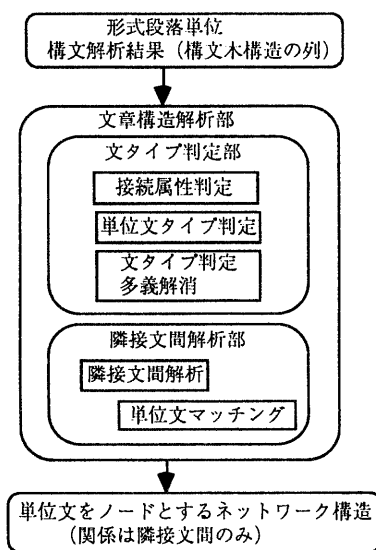 形式段落単位
構文解析結果（構文木構造の列）
文章構造解析部
文タイプ判定部
接続属性判定
単位文タイプ判定
文タイプ判定
多義解消
隣接文間解析部
隣接文間解析
単位文マッチング
単位文をノードとするネットワーク構造
（関係は隣接文間のみ）